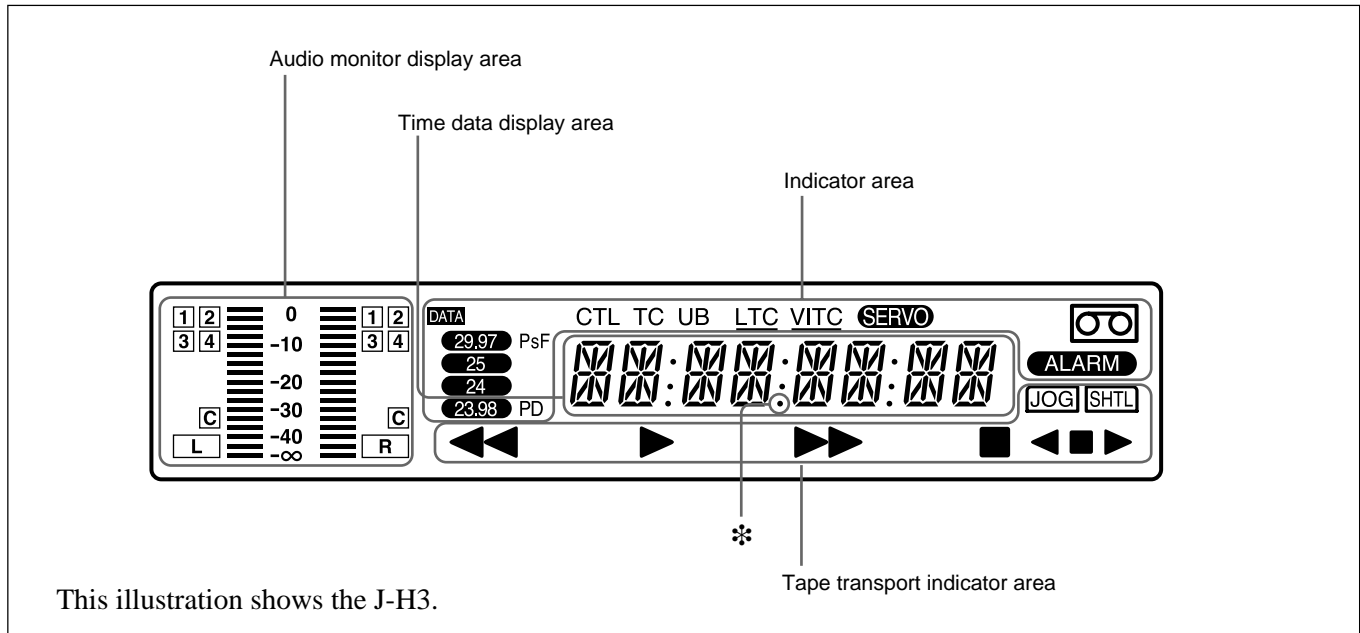 Audio monitor display area
Time data display area
Indicator area
1 2 0 1 2 DATA CTL TC UB LTC VITC SERVO
3 4 -10 3 4 29.97 PsF
25 ALARM
-20 24 JOG SHTL
C -30 C 23.98 PD
L -40 R
-∞
*
Tape transport indicator area
This illustration shows the J-H3.